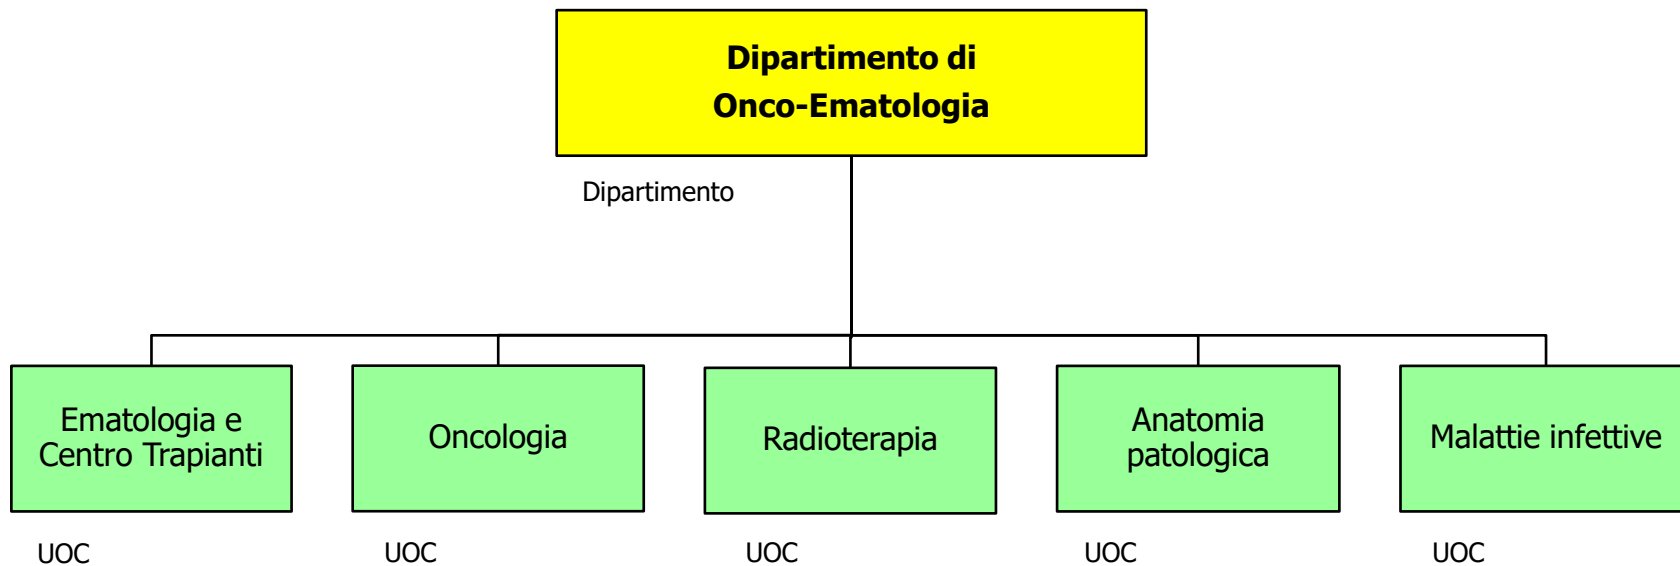 Dipartimento di
Onco-Ematologia
Dipartimento
Ematologia e
Centro Trapianti
Oncologia
Radioterapia
Anatomia
patologica
Malattie infettive
UOC
UOC
UOC
UOC
UOC